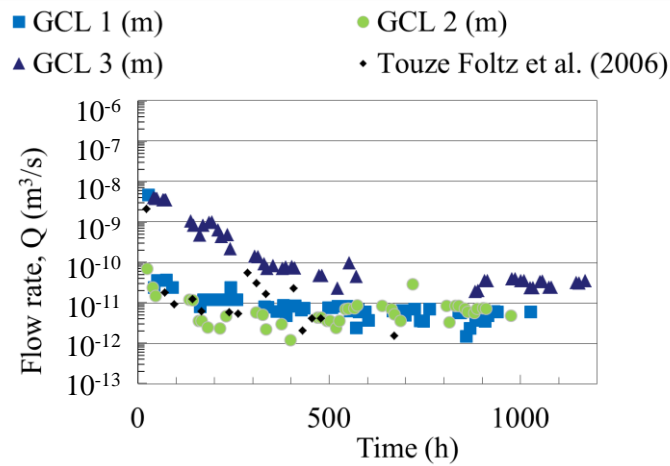 GCL 1 (m) GCL 2 (m)
GCL 3 (m) Touze Foltz et al. (2006)
Flow rate, Q (m³/s)
10⁻⁶
10⁻⁷
10⁻⁸
10⁻⁹
10⁻¹⁰
10⁻¹¹
10⁻¹²
10⁻¹³
0 500 1000
Time (h)